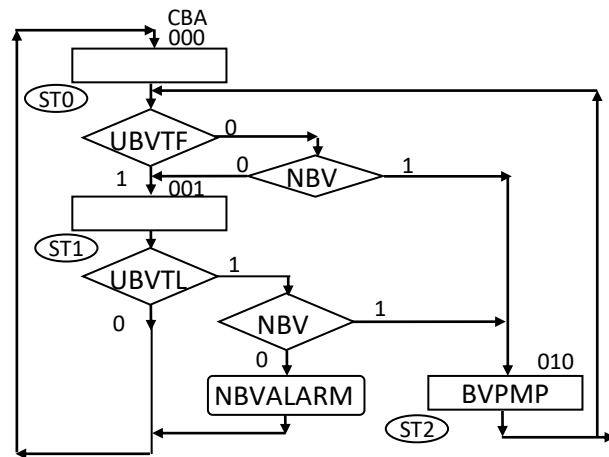 CBA
000
ST0
UBVTF
0
0
NBV
1
1
001
ST1
UBVTL
1
NBV
1
0
0
NBVALARM
010
BVPMP
ST2